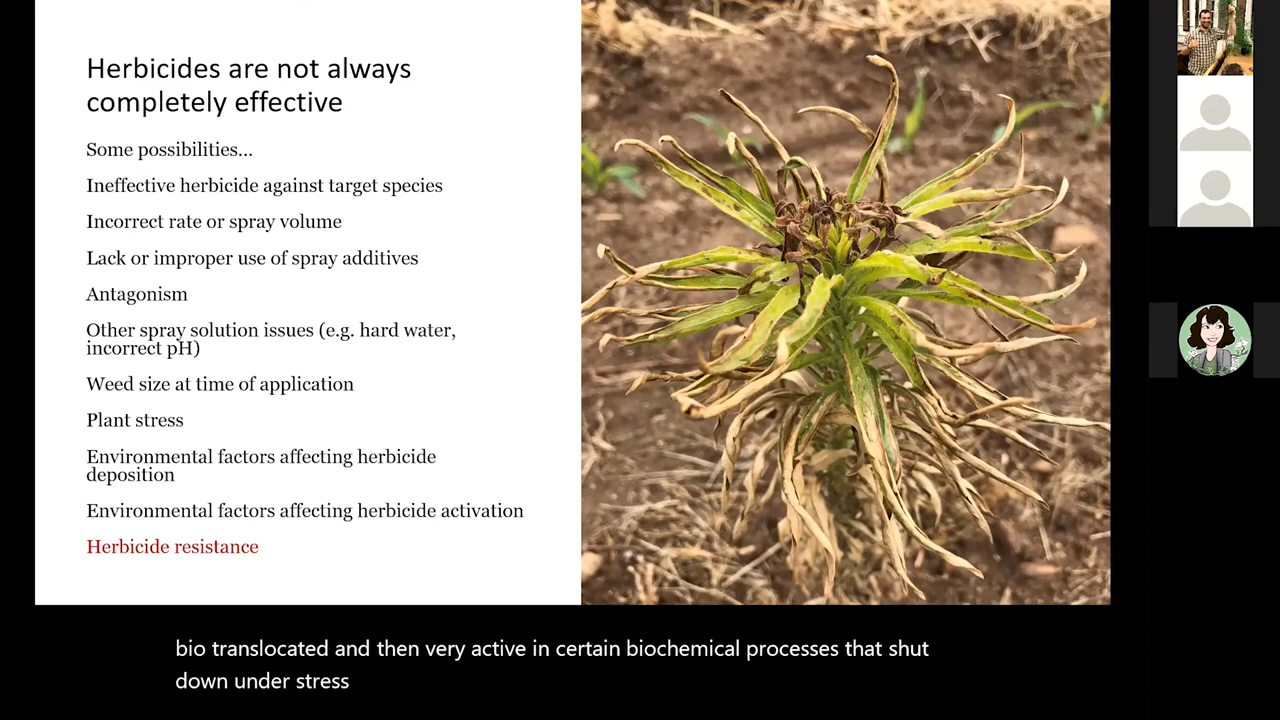 Herbicides are not always
completely effective
Some possibilities...
Ineffective herbicide against target species
Incorrect rate or spray volume
Lack or improper use of spray additives
Antagonism
Other spray solution issues (e.g. hard water,
incorrect pH)
Weed size at time of application
Plant stress
Environmental factors affecting herbicide
deposition
Environmental factors affecting herbicide activation
Herbicide resistance
bio translocated and then very active in certain biochemical processes that shut
down under stress